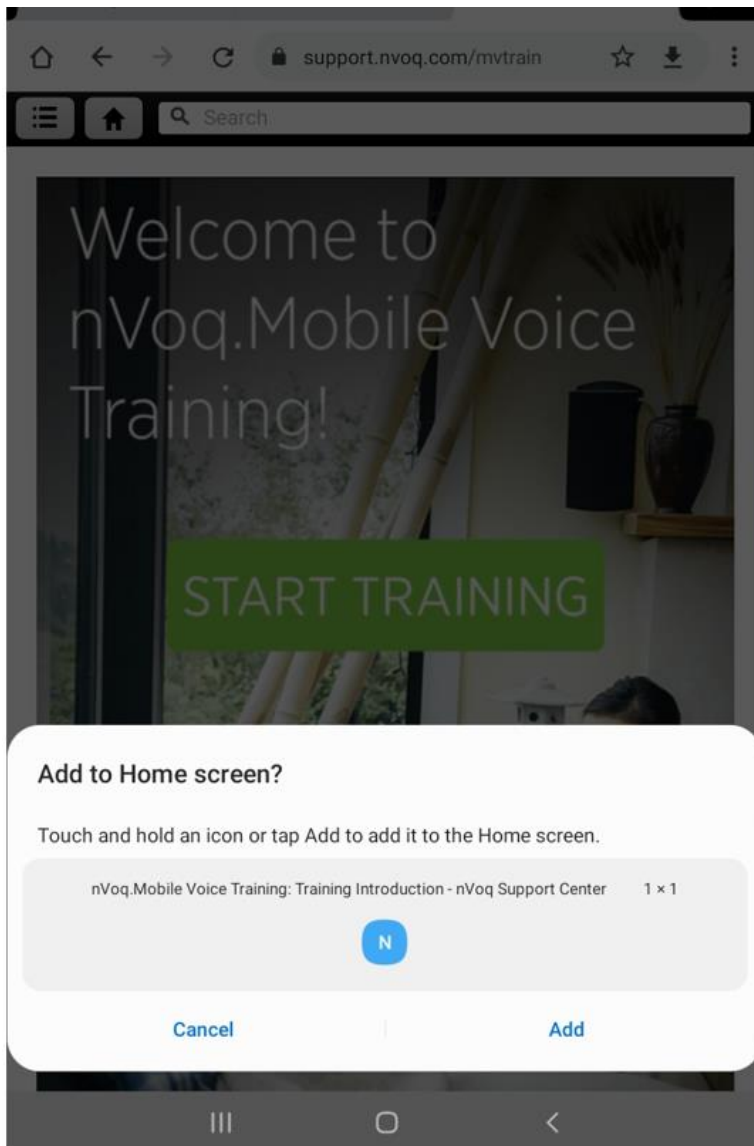 support.nvoq.com/mvtrain
Search
Welcome to
nVoq.Mobile Voice
Training!
START TRAINING
Add to Home screen?
Touch and hold an icon or tap Add to add it to the Home screen.
nVoq.Mobile Voice Training: Training Introduction - nVoq Support Center 1 × 1
N
Cancel Add